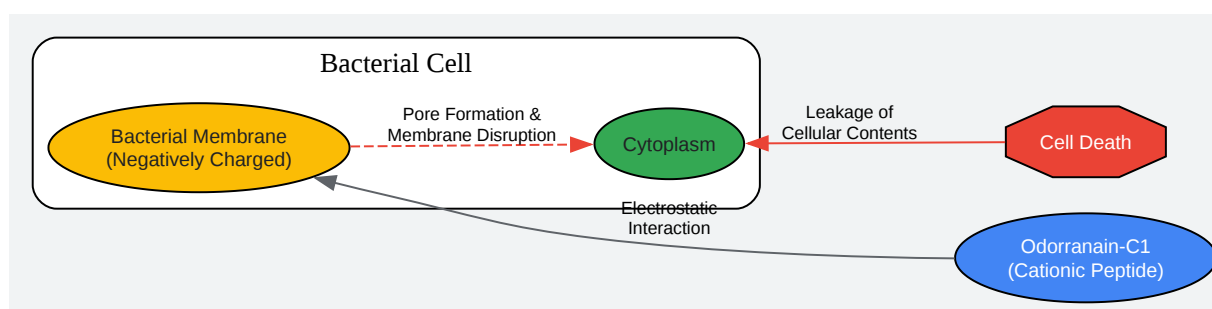 Bacterial Cell
Bacterial Membrane
(Negatively Charged)
Pore Formation &
Membrane Disruption
Cytoplasm
Leakage of
Cellular Contents
Cell Death
Electrostatic
Interaction
Odorranain-C1
(Cationic Peptide)